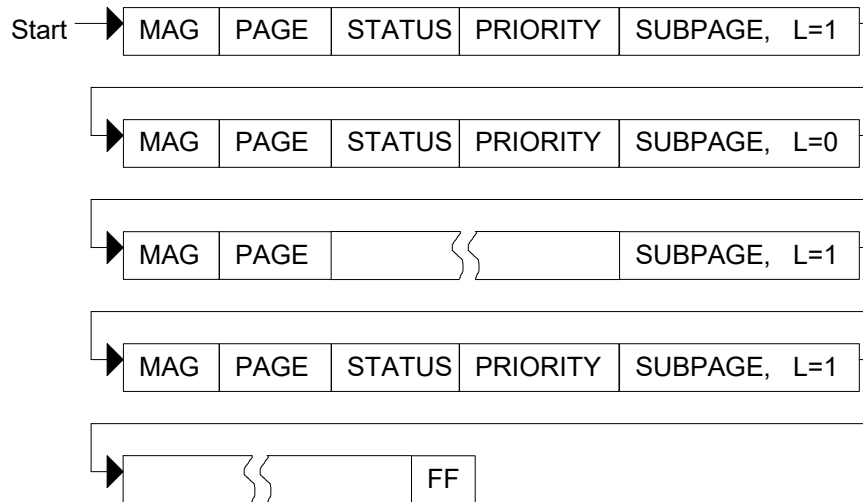 Start MAG PAGE STATUS PRIORITY SUBPAGE, L=1
MAG PAGE STATUS PRIORITY SUBPAGE, L=0
MAG PAGE SUBPAGE, L=1
MAG PAGE STATUS PRIORITY SUBPAGE, L=1
FF